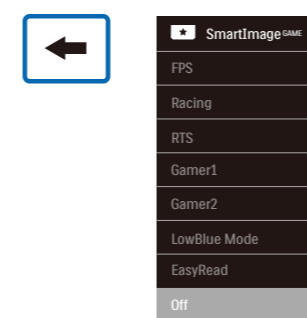 SmartImage GAME
FPS
Racing
RTS
Gamer1
Gamer2
LowBlue Mode
EasyRead
Off